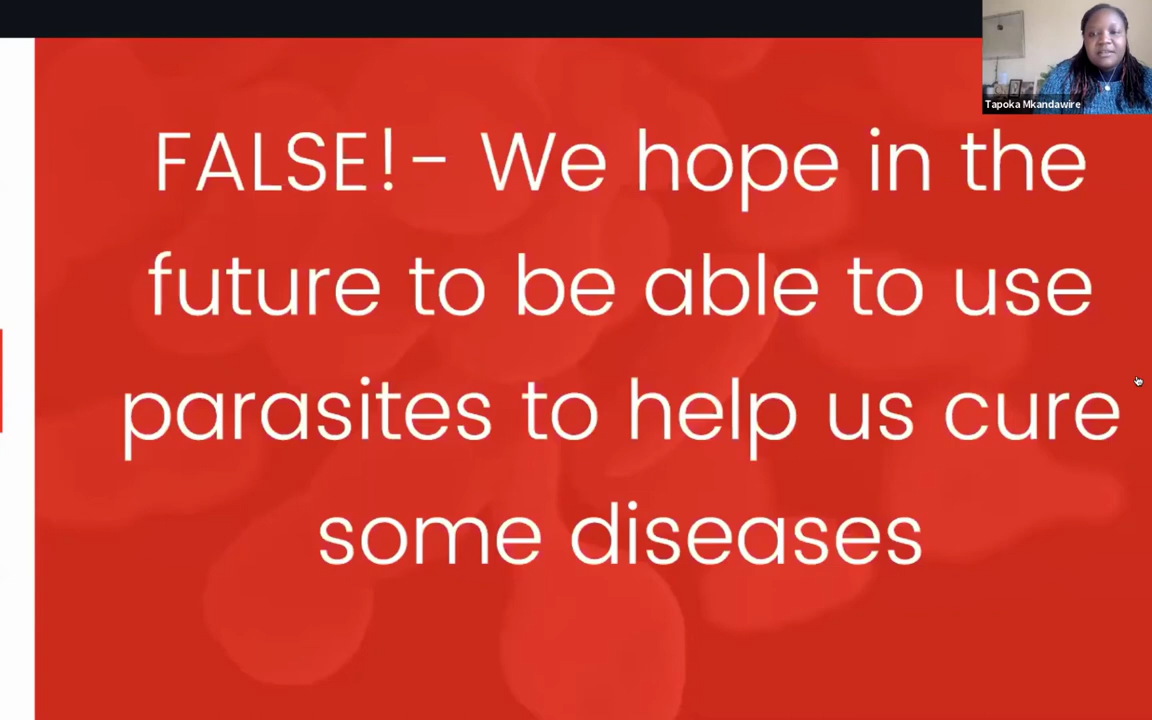 Tapoka Mkandawire
FALSE!- We hope in the
future to be able to use
parasites to help us cure
some diseases